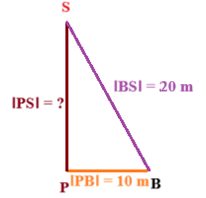 S
|PS| = ?
|BS| = 20 m
P
|PB| = 10 m
B